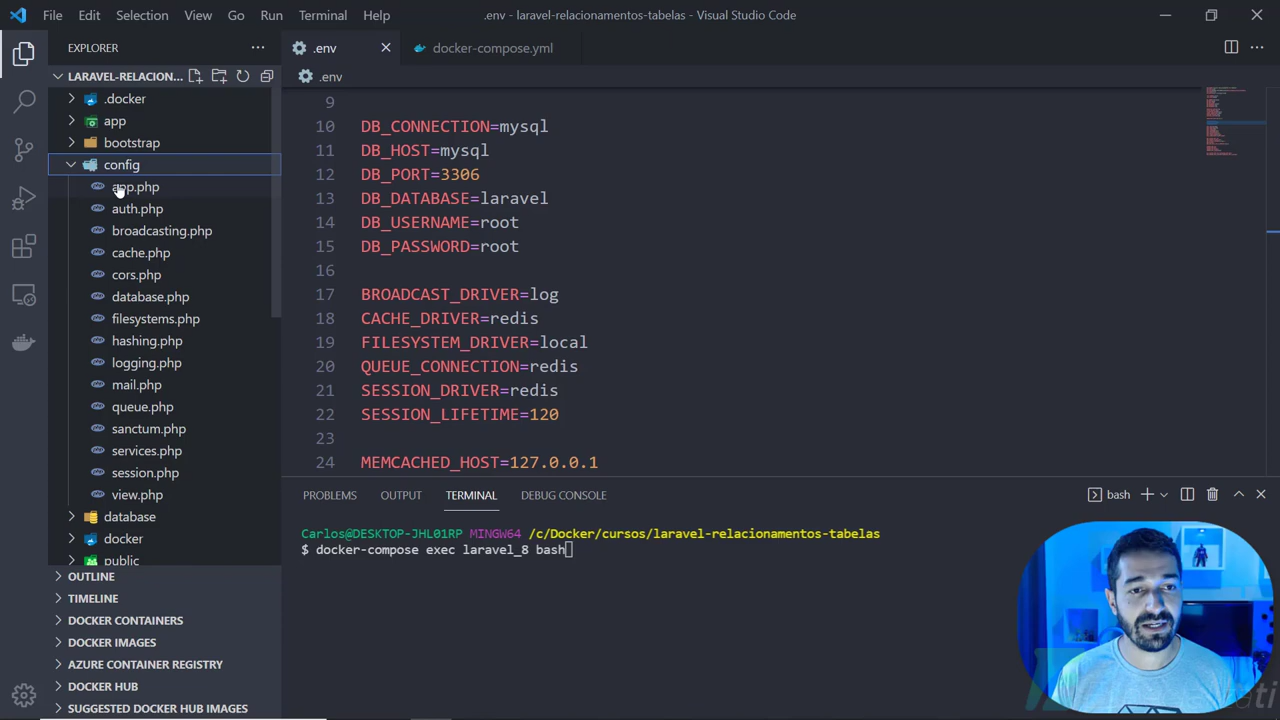 File Edit Selection View Go Run Terminal Help
.env - laravel-relacionamentos-tabelas - Visual Studio Code
EXPLORER
LARAVEL-RELACION...
.docker
app
bootstrap
config
app.php
auth.php
broadcasting.php
cache.php
cors.php
database.php
filesystems.php
hashing.php
logging.php
mail.php
queue.php
sanctum.php
services.php
session.php
view.php
database
docker
public
OUTLINE
TIMELINE
DOCKER CONTAINERS
DOCKER IMAGES
AZURE CONTAINER REGISTRY
DOCKER HUB
SUGGESTED DOCKER HUB IMAGES
.env
docker-compose.yml
.env
9
10 DB_CONNECTION=mysql
11 DB_HOST=mysql
12 DB_PORT=3306
13 DB_DATABASE=laravel
14 DB_USERNAME=root
15 DB_PASSWORD=root
16
17 BROADCAST_DRIVER=log
18 CACHE_DRIVER=redis
19 FILESYSTEM_DRIVER=local
20 QUEUE_CONNECTION=redis
21 SESSION_DRIVER=redis
22 SESSION_LIFETIME=120
23
24 MEMCACHED_HOST=127.0.0.1
PROBLEMS OUTPUT TERMINAL DEBUG CONSOLE
bash
Carlos@DESKTOP-JHL01RP MINGW64 /c/Docker/cursos/laravel-relacionamentos-tabelas
$ docker-compose exec laravel_8 bash